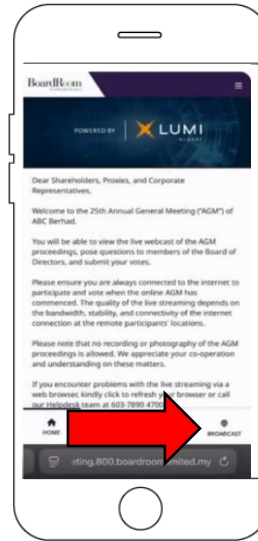 BoardRoom
POWERED BY LUMI
GLOBAL
Dear Shareholders, Proxies, and Corporate
Representatives,
Welcome to the 25th Annual General Meeting ("AGM") of
ABC Berhad.
You will be able to view the live webcast of the AGM
proceedings, pose questions to members of the Board of
Directors, and submit your votes.
Please ensure you are always connected to the internet to
participate and vote when the online AGM has
commenced. The quality of the live streaming depends on
the bandwidth, stability, and connectivity of the internet
connection at the remote participants' locations.
Please note that no recording or photography of the AGM
proceedings is allowed. We appreciate your co-operation
and understanding on these matters.
If you encounter problems with the live streaming via a
web browser, kindly click to refresh your browser or call
our Helpdesk team at 603-7890 4700
HOME
BROADCAST
eting.800.boardroomlimited.my